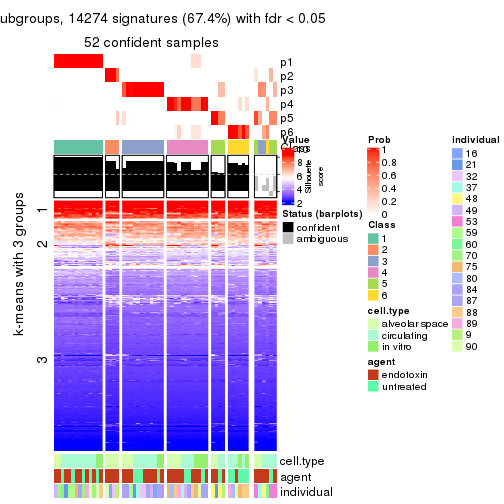 ubgroups, 14274 signatures (67.4%) with fdr < 0.05
52 confident samples
p1
p2
p3
p4
p5
p6
Class
Silhouette
score
k-means with 3 groups
1
2
3
cell.type
agent
individual
Value
8
6
4
2
Status (barplots)
confident
ambiguous
Prob
1
0.8
0.6
0.4
0.2
0
Class
1
2
3
4
5
6
cell.type
alveolar space
circulating
in vitro
agent
endotoxin
untreated
individual
16
21
32
37
48
49
53
59
60
70
75
80
84
87
88
89
9
90